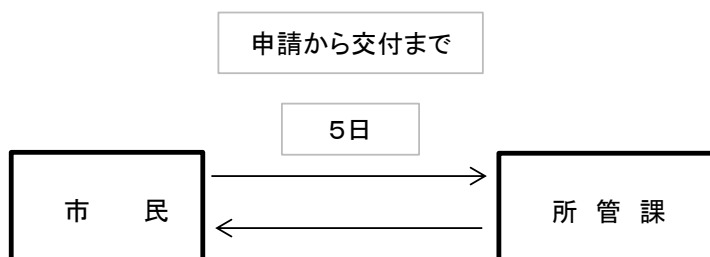 申請から交付まで
５日
市　　民
所 管 課